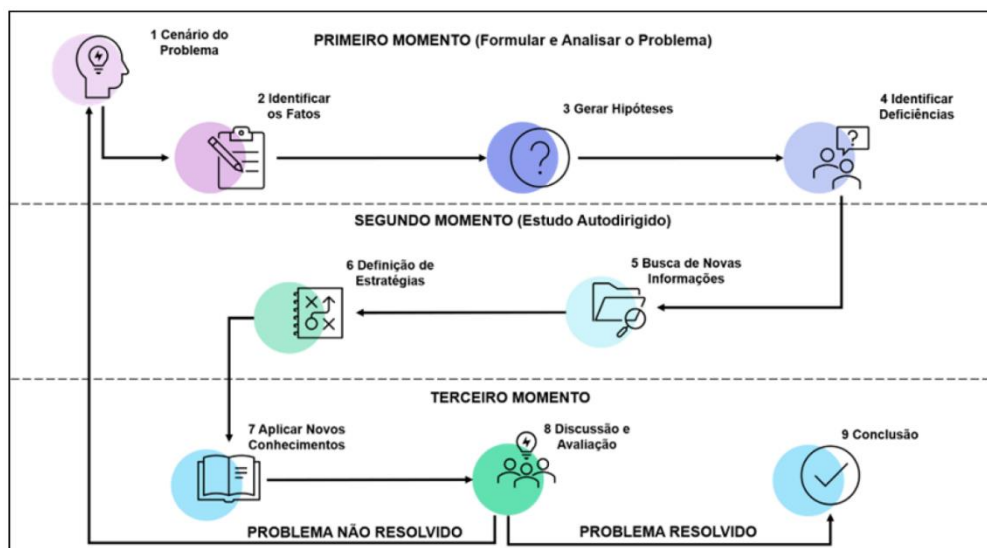 1 Cenário do
Problema
PRIMEIRO MOMENTO (Formular e Analisar o Problema)
2 Identificar
os Fatos
3 Gerar Hipóteses
4 Identificar
Deficiências
SEGUNDO MOMENTO (Estudo Autodirigido)
6 Definição de
Estratégias
5 Busca de Novas
Informações
TERCEIRO MOMENTO
7 Aplicar Novos
Conhecimentos
8 Discussão e
Avaliação
9 Conclusão
PROBLEMA NÃO RESOLVIDO
PROBLEMA RESOLVIDO